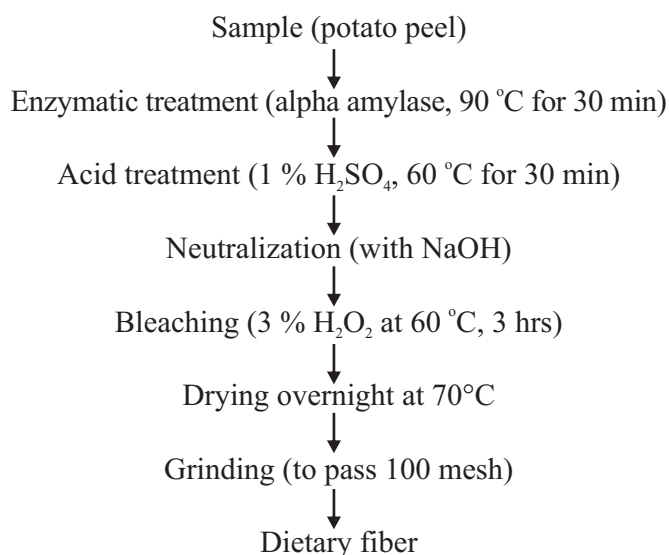 Sample (potato peel)
Enzymatic treatment (alpha amylase, 90 °C for 30 min)
Acid treatment (1 % H₂SO₄, 60 °C for 30 min)
Neutralization (with NaOH)
Bleaching (3 % H₂O₂ at 60 °C, 3 hrs)
Drying overnight at 70°C
Grinding (to pass 100 mesh)
Dietary fiber